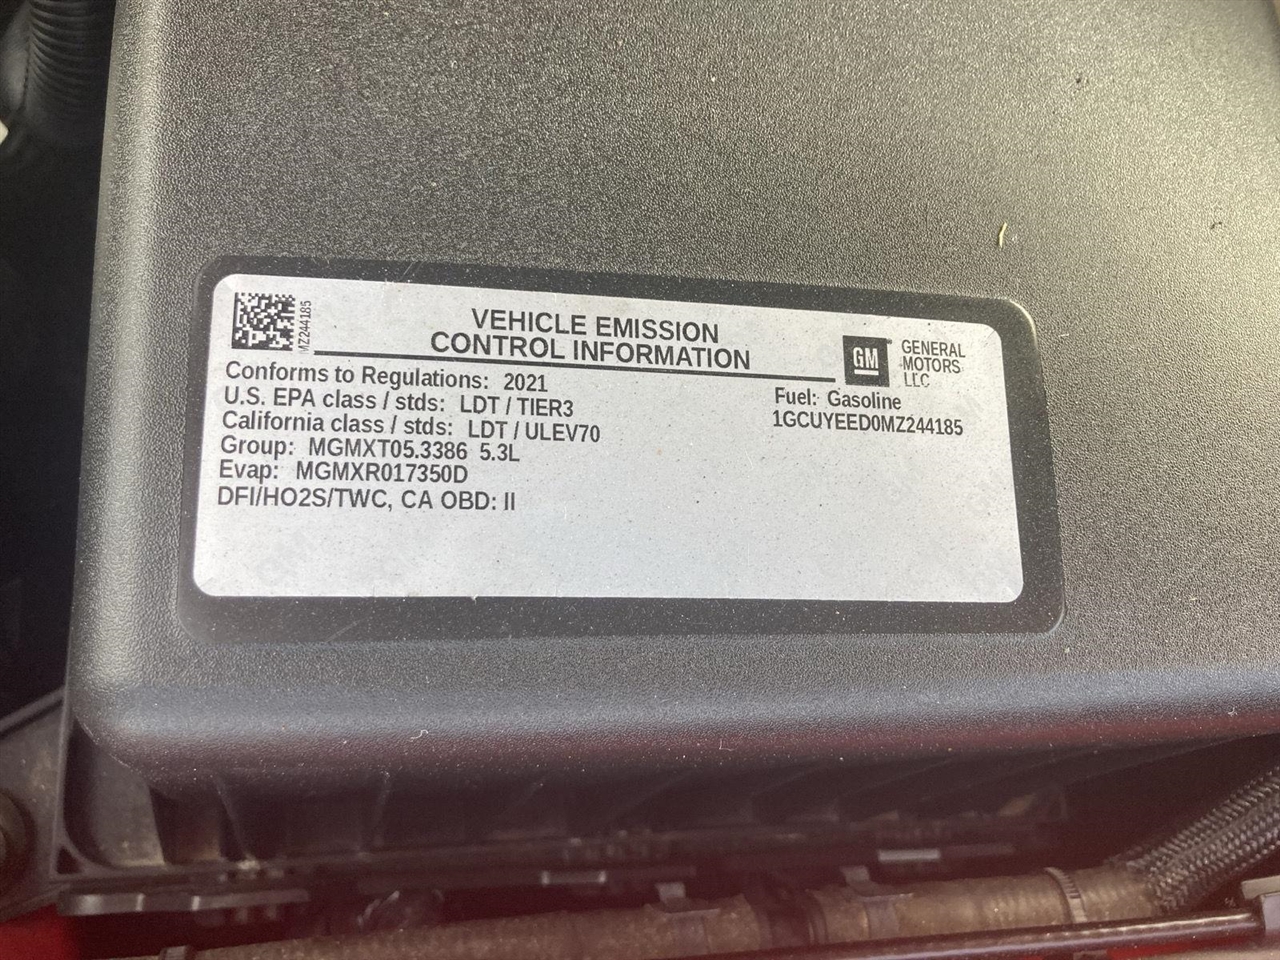 MZ244185
VEHICLE EMISSION
CONTROL INFORMATION
GM
GENERAL
MOTORS
LLC
Conforms to Regulations: 2021
U.S. EPA class / stds: LDT / TIER3
California class / stds: LDT / ULEV70
Group: MGMXT05.3386 5.3L
Evap: MGMXR017350D
DFI/HO2S/TWC, CA OBD: II
Fuel: Gasoline
1GCUYEED0MZ244185